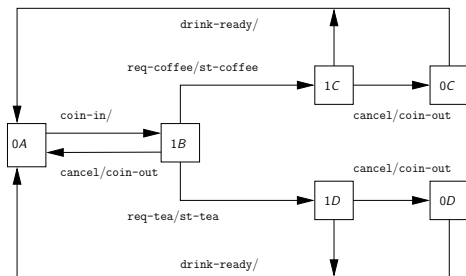 drink-ready/
req-coffee/st-coffee
1C
0C
coin-in/
cancel/coin-out
0A
1B
cancel/coin-out
cancel/coin-out
1D
0D
req-tea/st-tea
drink-ready/